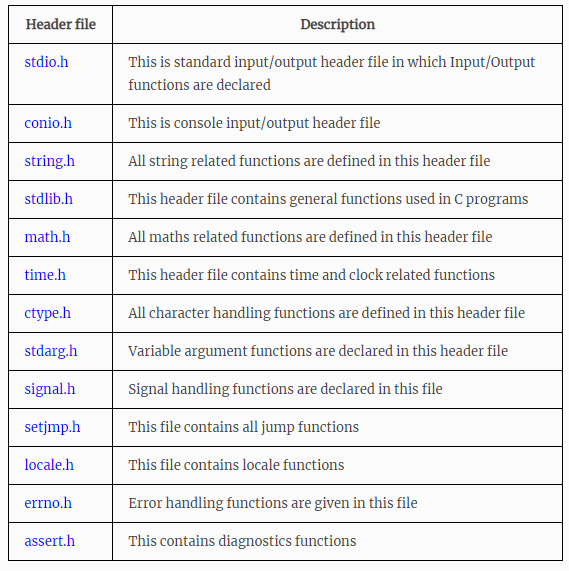 Header file Description
stdio.h This is standard input/output header file in which Input/Output
functions are declared
conio.h This is console input/output header file
string.h All string related functions are defined in this header file
stdlib.h This header file contains general functions used in C programs
math.h All maths related functions are defined in this header file
time.h This header file contains time and clock related functions
ctype.h All character handling functions are defined in this header file
stdarg.h Variable argument functions are declared in this header file
signal.h Signal handling functions are declared in this file
setjmp.h This file contains all jump functions
locale.h This file contains locale functions
errno.h Error handling functions are given in this file
assert.h This contains diagnostics functions